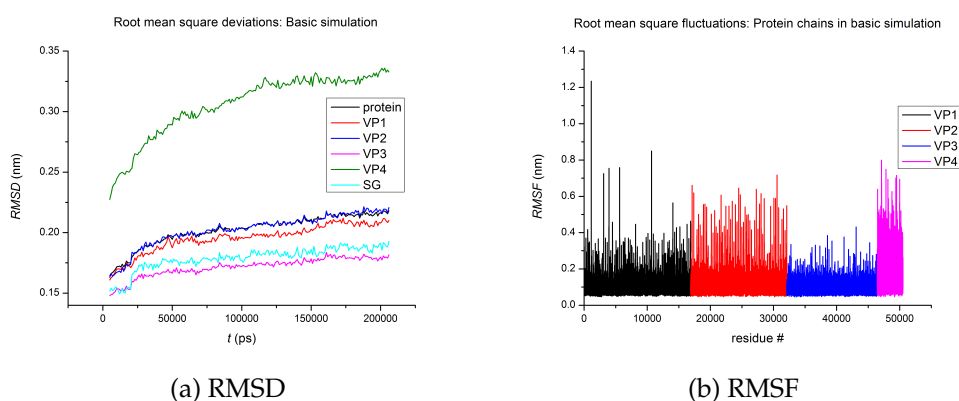 Root mean square deviations: Basic simulation
0.35
0.30
0.25
0.20
0.15
RMSD (nm)
0
50000
100000
150000
200000
t (ps)
protein
VP1
VP2
VP3
VP4
SG
(a) RMSD
Root mean square fluctuations: Protein chains in basic simulation
1.4
1.2
1.0
0.8
0.6
0.4
0.2
0.0
RMSF (nm)
0
10000
20000
30000
40000
50000
residue #
VP1
VP2
VP3
VP4
(b) RMSF